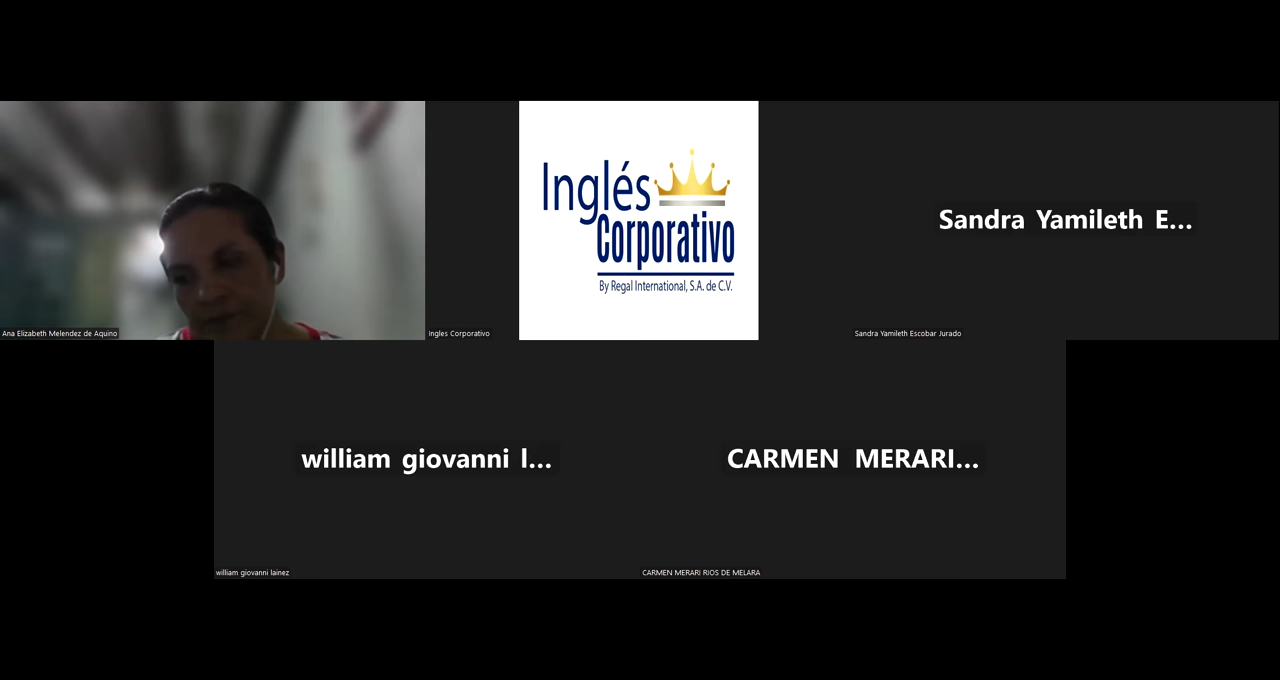 Inglés
Corporativo
By Regal International, S.A. de C.V.
Sandra Yamileth E...
Ana Elizabeth Melendez de Aquino
Ingles Corporativo
Sandra Yamileth Escobar Jurado
william giovanni l...
CARMEN MERARI...
william giovanni lainez
CARMEN MERARI RIOS DE MELARA